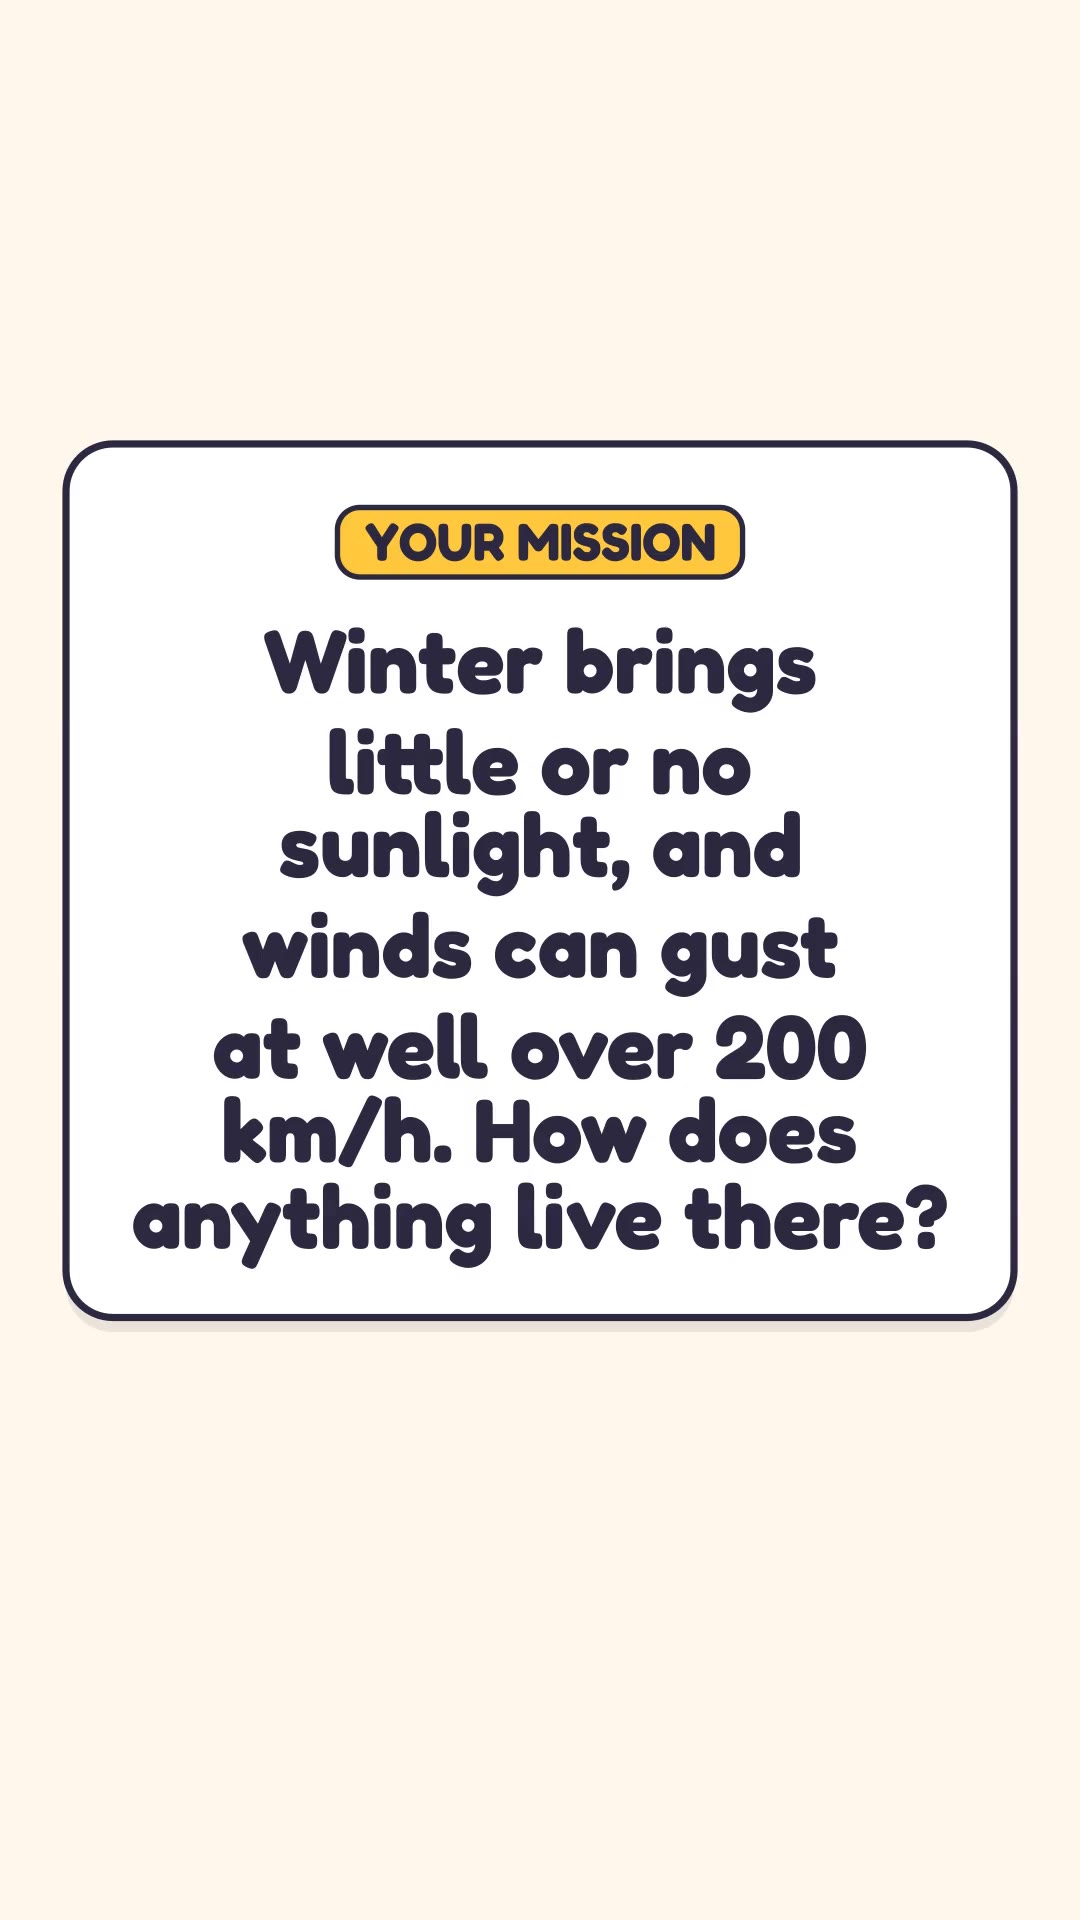 YOUR MISSION
Winter brings
little or no
sunlight, and
winds can gust
at well over 200
km/h. How does
anything live there?